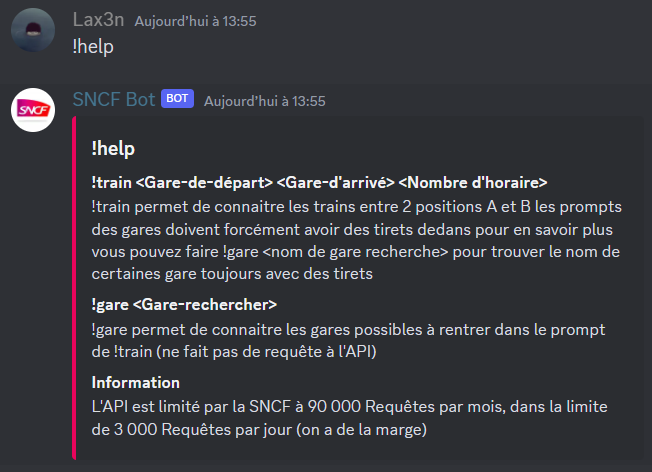 Lax3n Aujourd'hui à 13:55
!help
SNCF
SNCF Bot BOT Aujourd'hui à 13:55
!help
!train <Gare-de-départ> <Gare-d'arrivé> <Nombre d'horaire>
!train permet de connaitre les trains entre 2 positions A et B les prompts
des gares doivent forcément avoir des tirets dedans pour en savoir plus
vous pouvez faire !gare <nom de gare recherche> pour trouver le nom de
certaines gare toujours avec des tirets
!gare <Gare-rechercher>
!gare permet de connaitre les gares possibles à rentrer dans le prompt
de !train (ne fait pas de requête à l'API)
Information
L'API est limité par la SNCF à 90 000 Requêtes par mois, dans la limite
de 3 000 Requêtes par jour (on a de la marge)